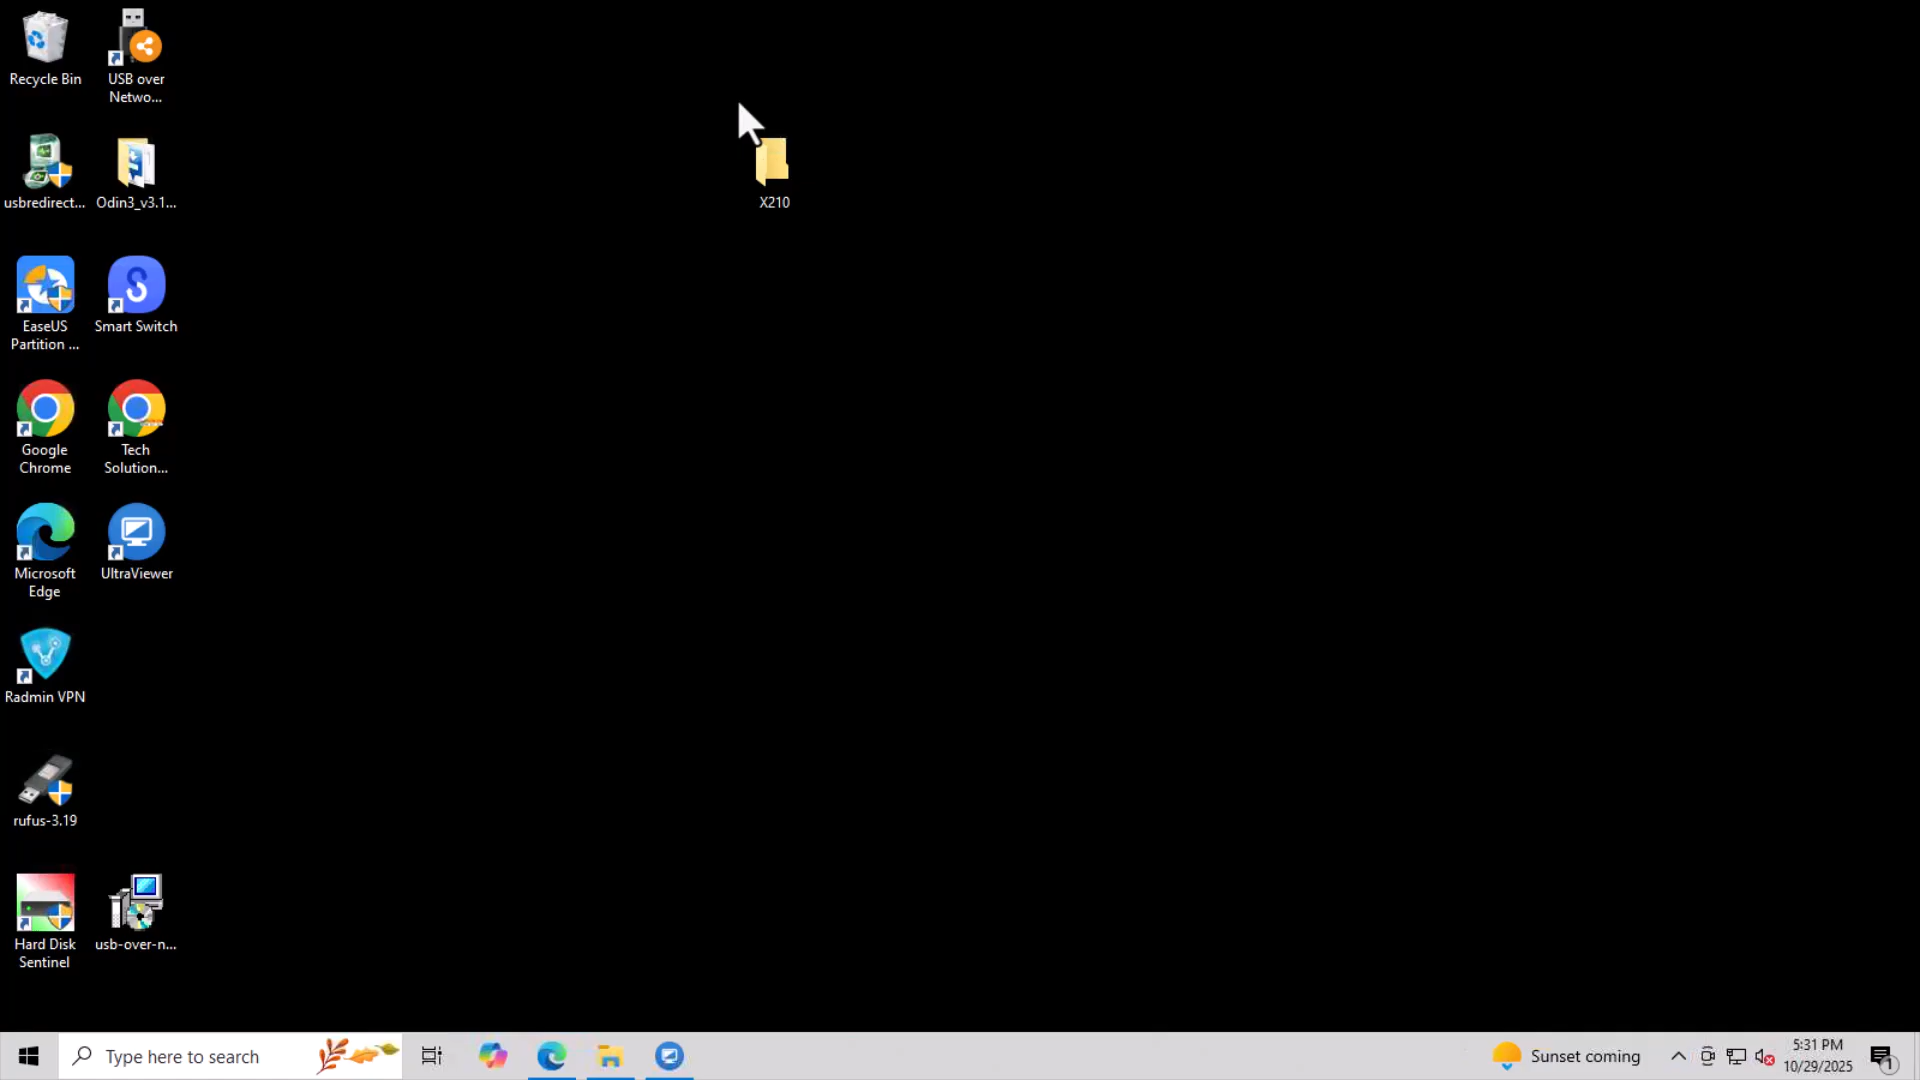 Recycle Bin
USB over
Netwo...
usbredirect...
Odin3_v3.1...
X210
EaseUS
Partition ...
Smart Switch
Google
Chrome
Tech
Solution...
Microsoft
Edge
UltraViewer
Radmin VPN
rufus-3.19
Hard Disk
Sentinel
usb-over-n...
Type here to search
Sunset coming
5:31 PM
10/29/2025
1